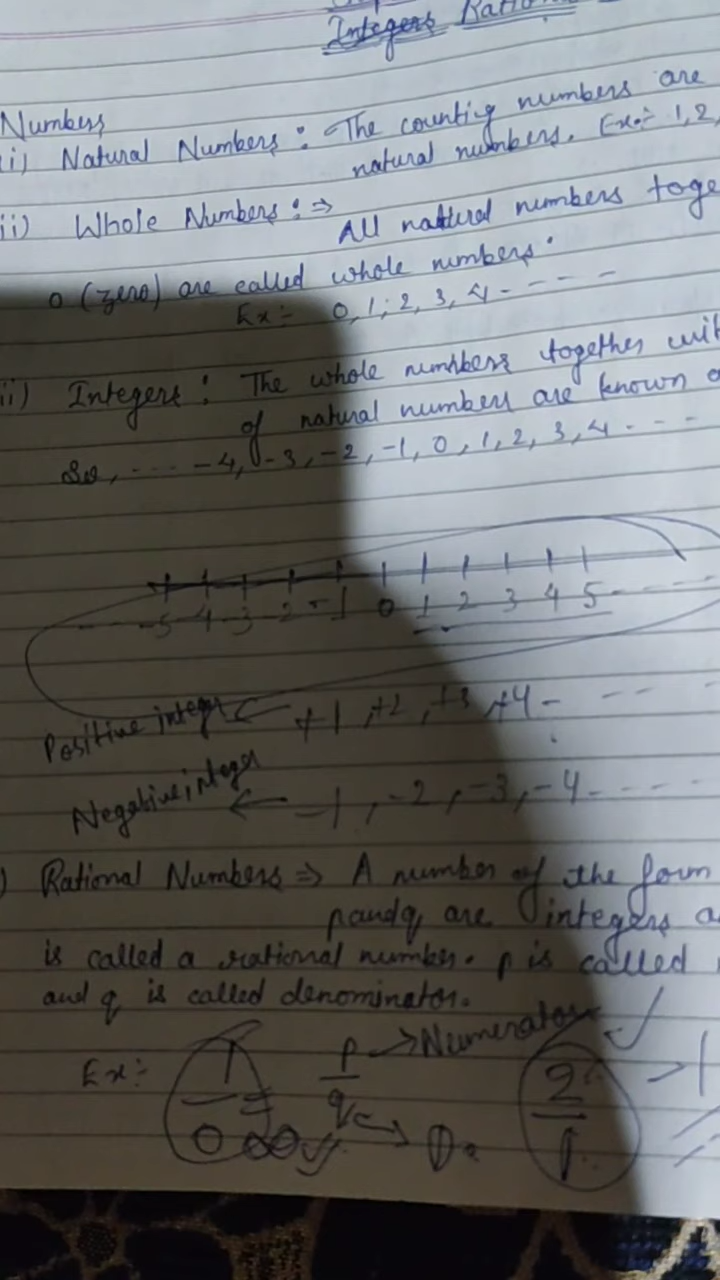 Integers Ratio
Numbers
i) Natural Numbers : The counting numbers are
natural numbers. Ex:- 1, 2,
ii) Whole Numbers : ⇒
All natural numbers toge
0 (zero) are called whole numbers.
Ex:- 0, 1, 2, 3, 4 - - - - -
ii) Integers : The whole numbers together wit
of natural numbers are known a
So, - - - - -4, -3, -2, -1, 0, 1, 2, 3, 4 - - - -
-5 -4 -3 -2 -1 0 1 2 3 4 5 - - - -
Positive integer ← +1, +2, +3, +4 - - - -
Negative integer ← -1, -2, -3, -4 - - - -
) Rational Numbers ⇒ A number of the form
p and q are integers a
is called a rational number. p is called
and q is called denominator.
Ex:- 1/0 = ∞ p/q → Numerator → D. 2/1